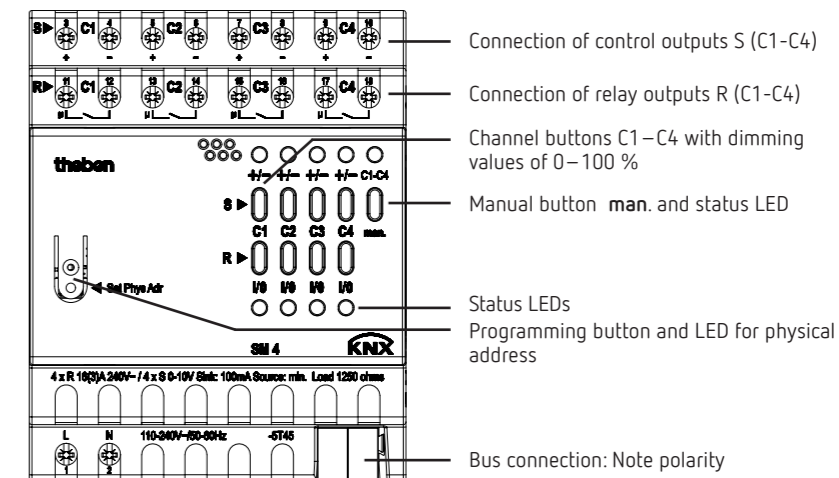 S▶ 3 C1 4 5 C2 6 7 C3 8 9 C4 10
+ - + - + - + -
Connection of control outputs S (C1-C4)
R▶ 11 C1 12 13 C2 14 15 C3 16 17 C4 18
µ µ µ µ
Connection of relay outputs R (C1-C4)
Channel buttons C1–C4 with dimming
values of 0–100 %
theben
+/− +/− +/− +/− C1-C4
S ▶
Manual button man. and status LED
C1 C2 C3 C4 man.
R ▶
I/0 I/0 I/0 I/0
Sel Phys Adr
Status LEDs
Programming button and LED for physical
address
KNX
4 x R 16(3)A 240V~ / 4 x S 0-10V Sink: 100mA Source: min. Load 1250 ohms
L N 110-240V~/50-60Hz -5T45
1 2
Bus connection: Note polarity